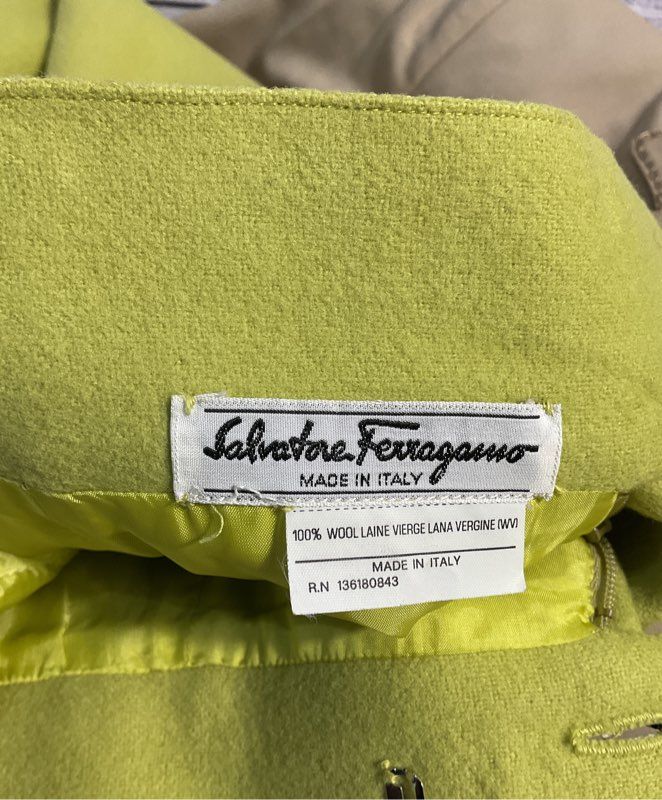 Salvatore Ferragamo
MADE IN ITALY
100% WOOL LAINE VIERGE LANA VERGINE (WV)
MADE IN ITALY
R.N 136180843